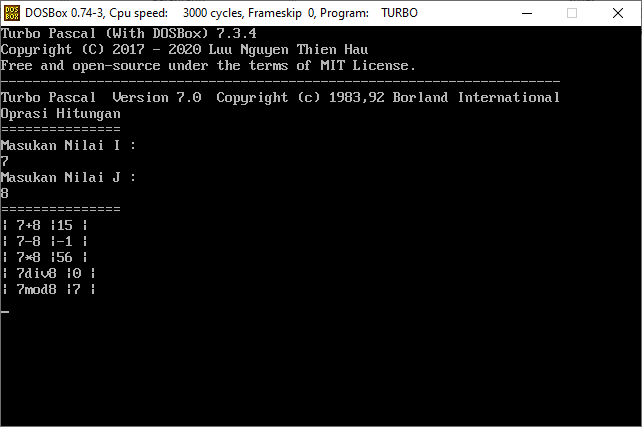 DOSBox 0.74-3, Cpu speed: 3000 cycles, Frameskip 0, Program: TURBO
Turbo Pascal (With DOSBox) 7.3.4
Copyright (C) 2017 - 2020 Luu Nguyen Thien Hau
Free and open-source under the terms of MIT License.
----------------------------------------------------------------------
Turbo Pascal  Version 7.0  Copyright (c) 1983,92 Borland International
Oprasi Hitungan
===============
Masukan Nilai I :
7
Masukan Nilai J :
8
===============
| 7+8 |15 |
| 7-8 |-1 |
| 7*8 |56 |
| 7div8 |0 |
| 7mod8 |7 |